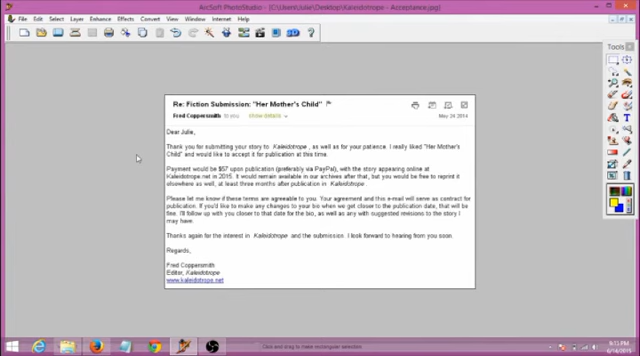 ArcSoft PhotoStudio - [C:\Users\Julie\Desktop\Kaleidotrope - Acceptance.jpg]
File Edit Select Layer Enhance Effects Convert View Window Internet Help
Tools
Re: Fiction Submission: "Her Mother's Child"
Fred Coppersmith to you show details
May 24 2014
Dear Julie,
Thank you for submitting your story to Kaleidotrope , as well as for your patience. I really liked "Her Mother's
Child" and would like to accept it for publication at this time.
Payment would be $57 upon publication (preferably via PayPal), with the story appearing online at
Kaleidotrope.net in 2015. It would remain available in our archives after that, but you would be free to reprint it
elsewhere as well, at least three months after publication in Kaleidotrope.
Please let me know if these terms are agreeable to you. Your agreement and this e-mail will serve as contract for
publication. If you'd like to make any changes to your bio when we get closer to the publication date, that will be
fine. I'll follow up with you closer to that date for the bio, as well as with any suggested revisions to the story I
may have.
Thanks again for the interest in Kaleidotrope and the submission. I look forward to hearing from you soon.
Regards,
Fred Coppersmith
Editor, Kaleidotrope
www.kaleidotrope.net
Click and drag to make rectangular selection
8:13 PM
6/14/2015